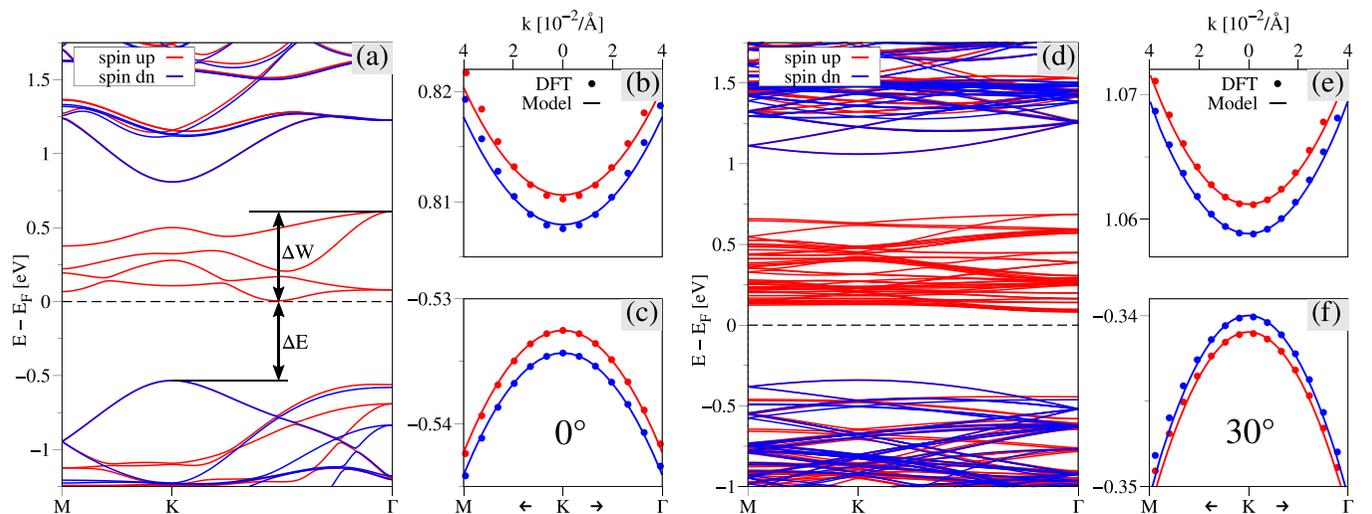 (a)
spin up
spin dn
E − E_F [eV]
1.5
1
0.5
0
−0.5
−1
ΔW
ΔE
M
K
Γ
k [10⁻²/Å]
4 2 0 2 4
(b)
DFT
Model
0.82
0.81
(c)
−0.53
−0.54
0°
M ← K → Γ
(d)
spin up
spin dn
E − E_F [eV]
1.5
1
0.5
0
−0.5
−1
M
K
Γ
k [10⁻²/Å]
4 2 0 2 4
(e)
DFT
Model
1.07
1.06
(f)
−0.34
−0.35
30°
M ← K → Γ